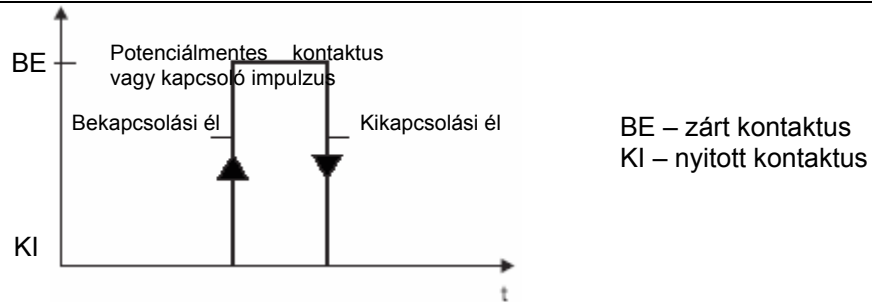 BE
Potenciálmentes kontaktus
vagy kapcsoló impulzus
Bekapcsolási él
Kikapcsolási él
BE – zárt kontaktus
KI – nyitott kontaktus
KI
t